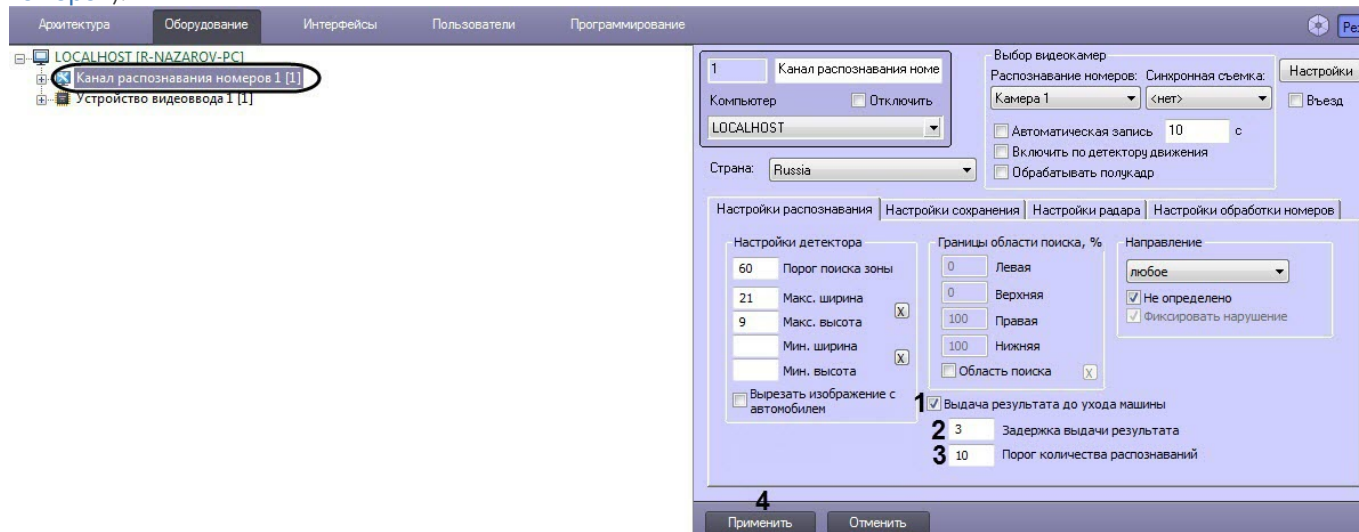 Архитектура Оборудование Интерфейсы Пользователи Программирование
LOCALHOST [R-NAZAROV-PC]
Канал распознавания номеров 1 [1]
Устройство видеоввода 1 [1]
1 Канал распознавания номе
Компьютер Отключить
LOCALHOST
Страна: Russia
Выбор видеокамер
Распознавание номеров: Синхронная съемка:
Камера 1 <нет>
Автоматическая запись 10 с
Включить по детектору движения
Обрабатывать полукадр
Настройки
Въезд
Настройки распознавания Настройки сохранения Настройки радара Настройки обработки номеров
Настройки детектора
60 Порог поиска зоны
21 Макс. ширина
9 Макс. высота
X
Мин. ширина
Мин. высота
X
Вырезать изображение с
автомобилем
Границы области поиска, %
0 Левая
0 Верхняя
100 Правая
100 Нижняя
Область поиска X
Направление
любое
Не определено
Фиксировать нарушение
1 Выдача результата до ухода машины
2 3 Задержка выдачи результата
3 10 Порог количества распознаваний
4
Применить Отменить